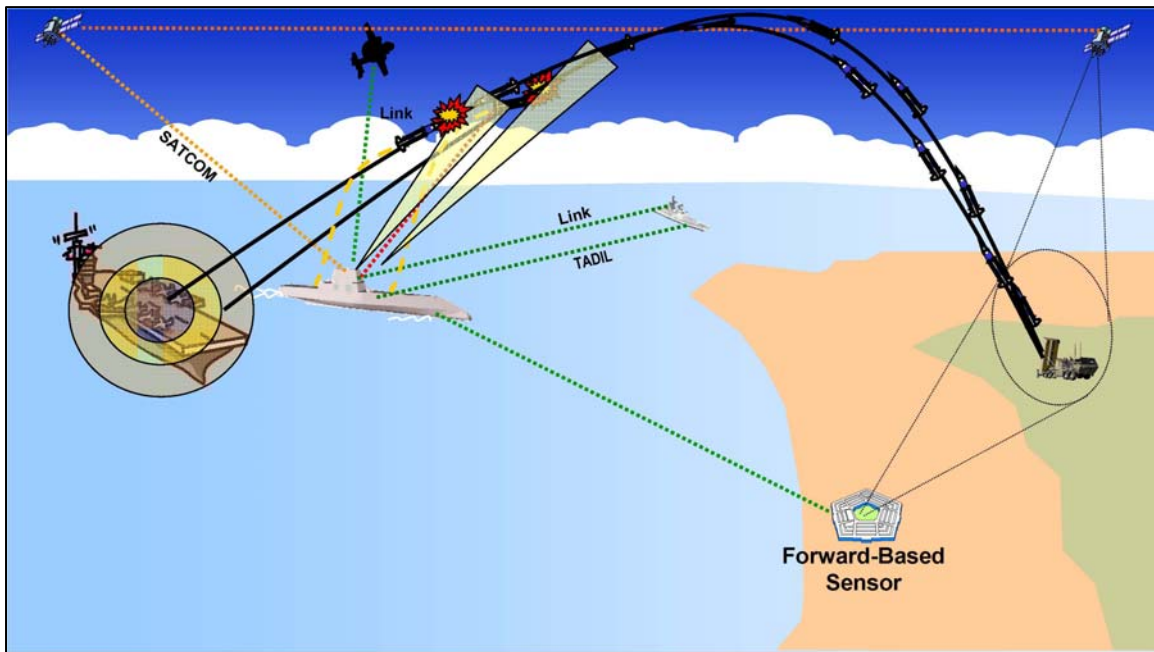 Link
SATCOM
Link
TADIL
Forward-Based
Sensor